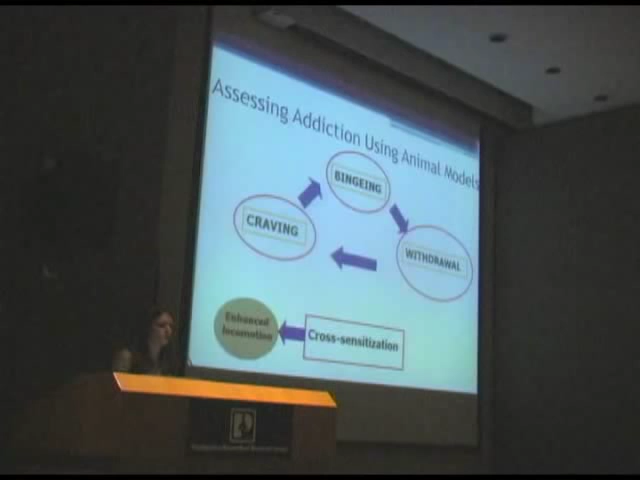 Assessing Addiction Using Animal Models
BINGEING
CRAVING
WITHDRAWAL
Enhanced
locomotion
Cross-sensitization